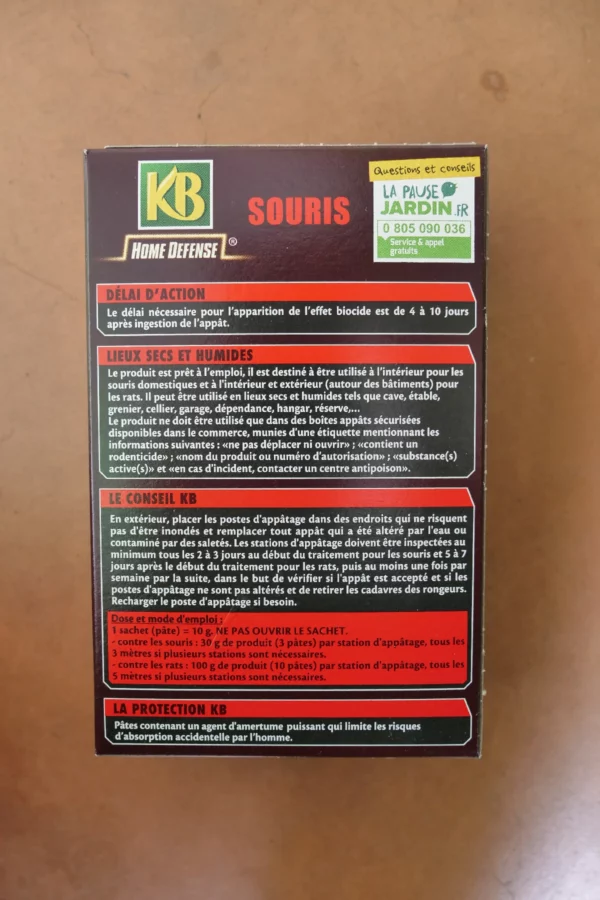 KB
HOME DEFENSE®
SOURIS
Questions et conseils
LA PAUSE
JARDIN.FR
0 805 090 036
Service & appel
gratuits
DÉLAI D'ACTION
Le délai nécessaire pour l'apparition de l'effet biocide est de 4 à 10 jours
après ingestion de l'appât.
LIEUX SECS ET HUMIDES
Le produit est prêt à l'emploi, il est destiné à être utilisé à l'intérieur pour les
souris domestiques et à l'intérieur et extérieur (autour des bâtiments) pour
les rats. Il peut être utilisé en lieux secs et humides tels que cave, étable,
grenier, cellier, garage, dépendance, hangar, réserve,...
Le produit ne doit être utilisé que dans des boîtes appâts sécurisées
disponibles dans le commerce, munies d'une étiquette mentionnant les
informations suivantes : «ne pas déplacer ni ouvrir» ; «contient un
rodenticide» ; «nom du produit ou numéro d'autorisation» ; «substance(s)
active(s)» et «en cas d'incident, contacter un centre antipoison».
LE CONSEIL KB
En extérieur, placer les postes d'appâtage dans des endroits qui ne risquent
pas d'être inondés et remplacer tout appât qui a été altéré par l'eau ou
contaminé par des saletés. Les stations d'appâtage doivent être inspectées au
minimum tous les 2 à 3 jours au début du traitement pour les souris et 5 à 7
jours après le début du traitement pour les rats, puis au moins une fois par
semaine par la suite, dans le but de vérifier si l'appât est accepté et si les
postes d'appâtage ne sont pas altérés et de retirer les cadavres des rongeurs.
Recharger le poste d'appâtage si besoin.
Dose et mode d'emploi :
1 sachet (pâte) = 10 g, NE PAS OUVRIR LE SACHET.
- contre les souris : 30 g de produit (3 pâtes) par station d'appâtage, tous les
3 mètres si plusieurs stations sont nécessaires.
- contre les rats : 100 g de produit (10 pâtes) par station d'appâtage, tous les
5 mètres si plusieurs stations sont nécessaires.
LA PROTECTION KB
Pâtes contenant un agent d'amertume puissant qui limite les risques
d'absorption accidentelle par l'homme.